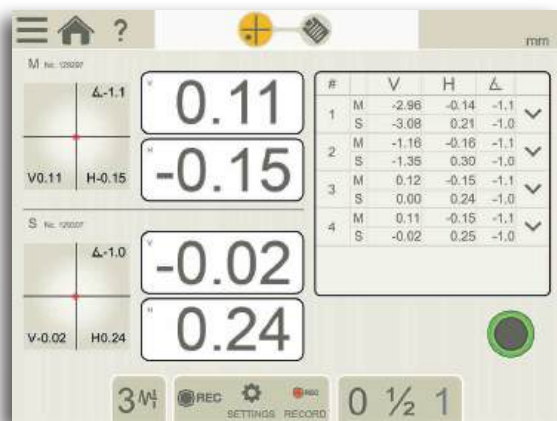 ?
mm
M No. 128297
∡-1.1
V0.11 H-0.15
V
0.11
H
-0.15
S
∡-1.0
V-0.02 H0.24
V
-0.02
H
0.24
# V H ∡
1 M -2.96 -0.14 -1.1
S -3.08 0.21 -1.0
2 M -1.16 -0.16 -1.1
S -1.35 0.30 -1.0
3 M 0.12 -0.15 -1.1
S 0.00 0.24 -1.0
4 M 0.11 -0.15 -1.1
S -0.02 0.25 -1.0
3
REC
SETTINGS
REC
RECORD
0 ½ 1